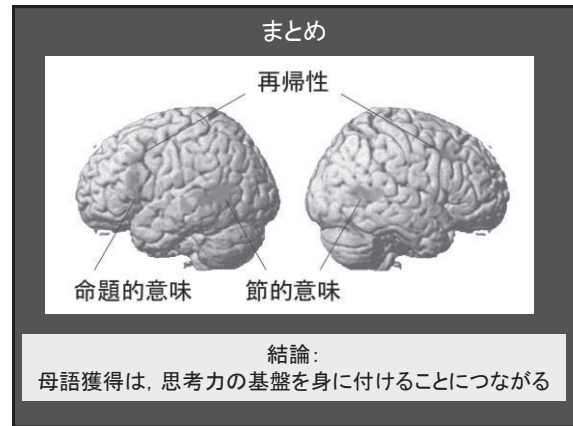 まとめ
再帰性
命題的意味
節的意味
結論:
母語獲得は, 思考力の基盤を身に付けることにつながる